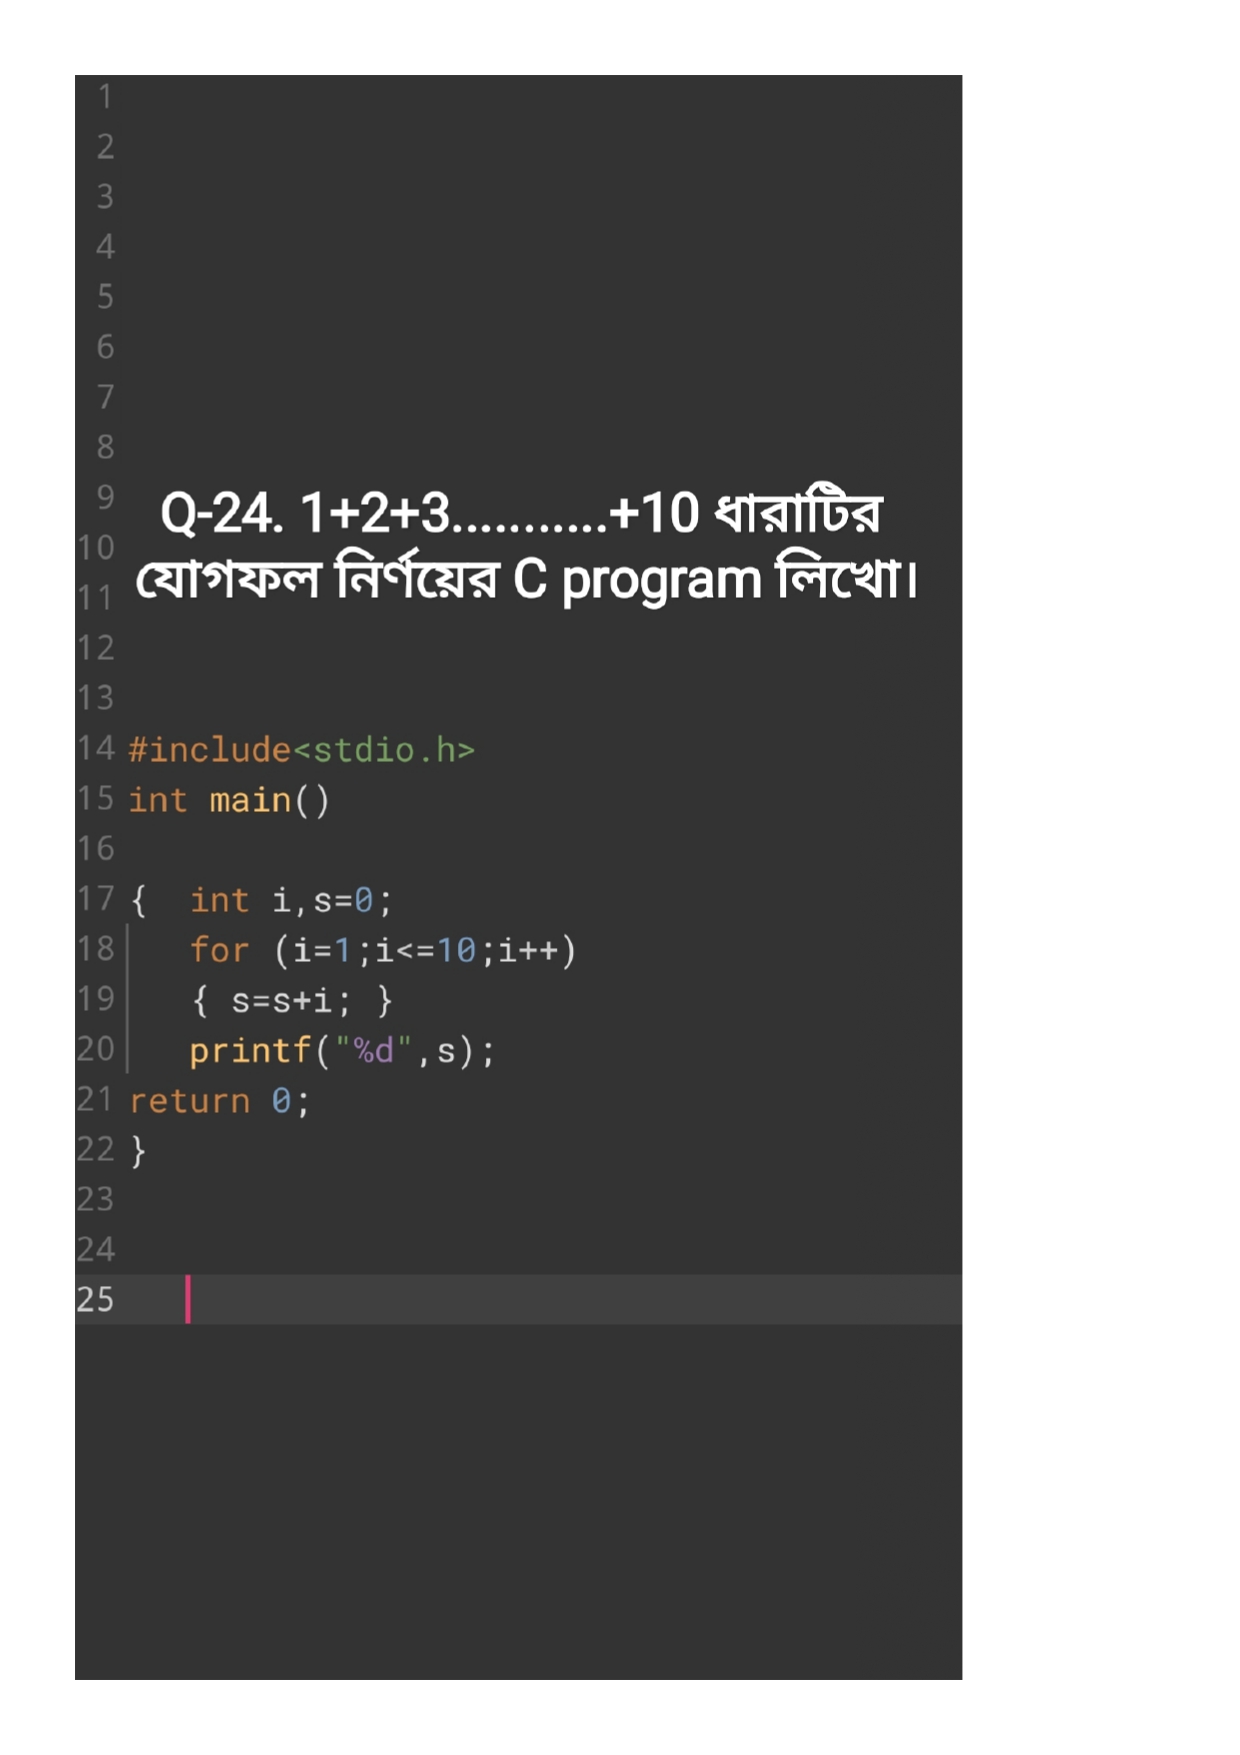 1
2
3
4
5
6
7
8
9 Q-24. 1+2+3...........+10 ধারাটির
10
11 যোগফল নির্ণয়ের C program লিখো।
12
13
14 #include<stdio.h>
15 int main()
16
17 {  int i,s=0;
18    for (i=1;i<=10;i++)
19    { s=s+i; }
20    printf("%d",s);
21 return 0;
22 }
23
24
25